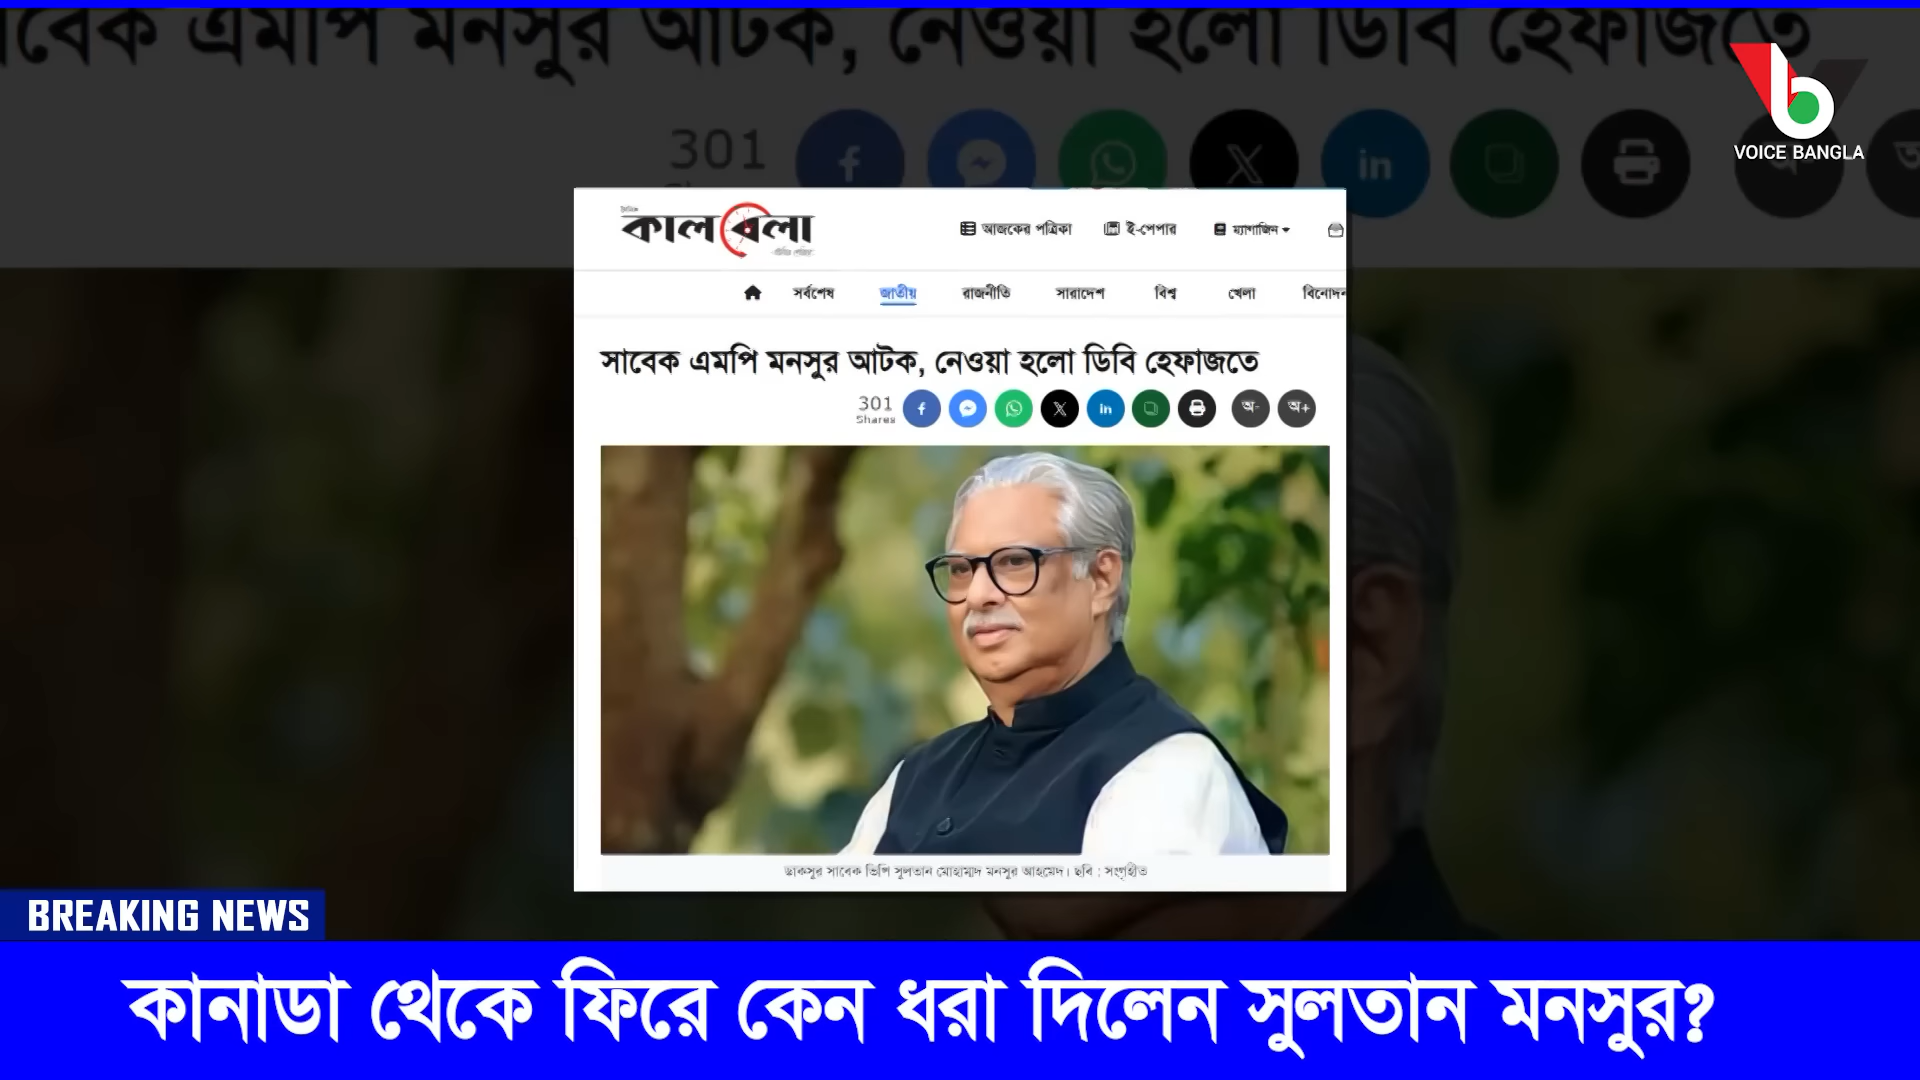 সাবেক এমপি মনসুর আটক, নেওয়া হলো ডিবি হেফাজতে
301
VOICE BANGLA
কালবেলা
আজকের পত্রিকা ই-পেপার ম্যাগাজিন
সর্বশেষ জাতীয় রাজনীতি সারাদেশ বিশ্ব খেলা বিনোদন
সাবেক এমপি মনসুর আটক, নেওয়া হলো ডিবি হেফাজতে
301
Shares
অ- অ+
ডাকসুর সাবেক ভিপি সুলতান মোহাম্মদ মনসুর আহমেদ। ছবি : সংগৃহীত
BREAKING NEWS
কানাডা থেকে ফিরে কেন ধরা দিলেন সুলতান মনসুর?